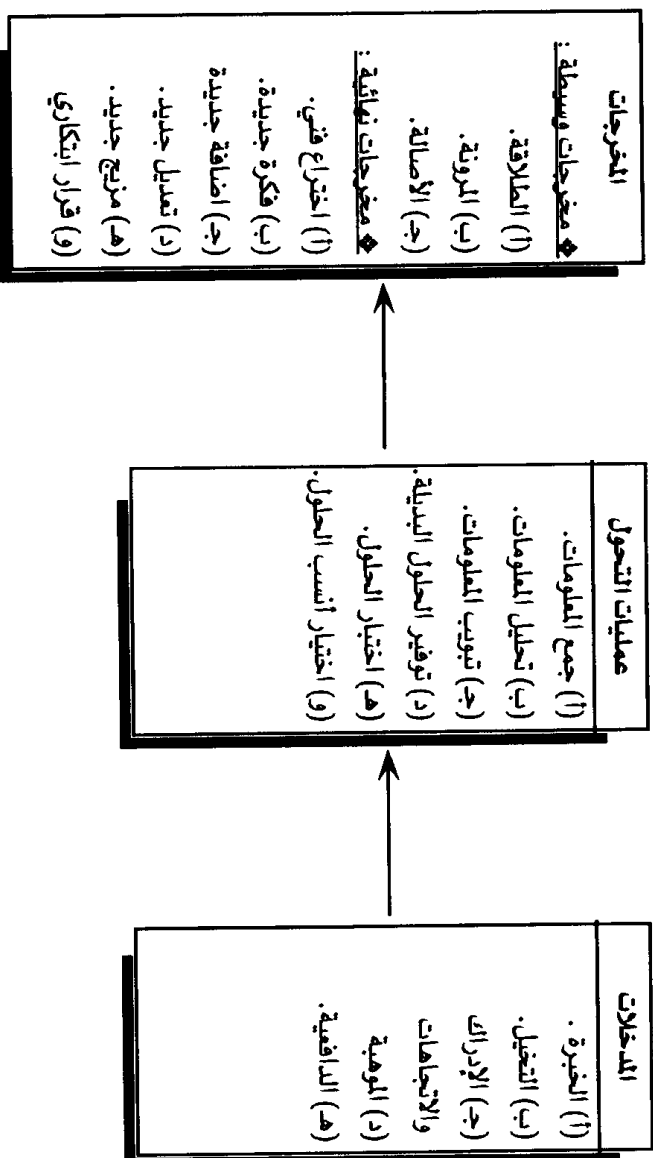 المدخلات
(أ) الخبرة .
(ب) التخيل.
(جـ) الإدراك
والاتجاهات
(د) الموهبة
(هـ) الدافعية.
عمليات التحول
(أ) جمع المعلومات.
(ب) تحليل المعلومات.
(جـ) تبويب المعلومات.
(د) توفير الحلول البديلة.
(هـ) اختبار الحلول.
(و) اختيار أنسب الحلول.
المخرجات
❖ مخرجات وسيطة :
(أ) الطلاقة.
(ب) المرونة.
(جـ) الأصالة.
❖ مخرجات نهائية :
(أ) اختراع فني.
(ب) فكرة جديدة.
(جـ) اضافة جديدة
(د) تعديل جديد.
(هـ) مزيج جديد.
(و) قرار ابتكاري